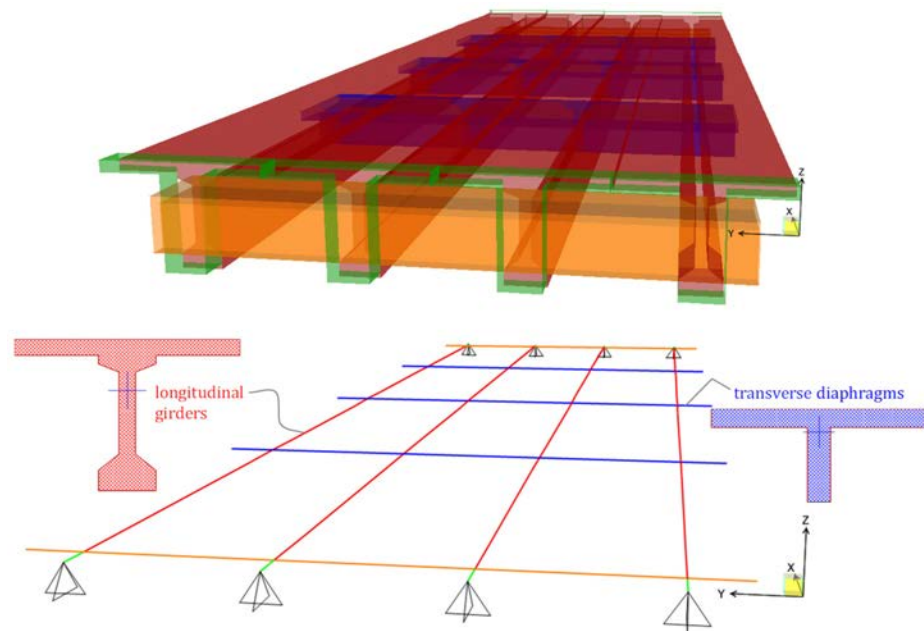 Z
X
Y
longitudinal
girders
transverse diaphragms
Z
X
Y